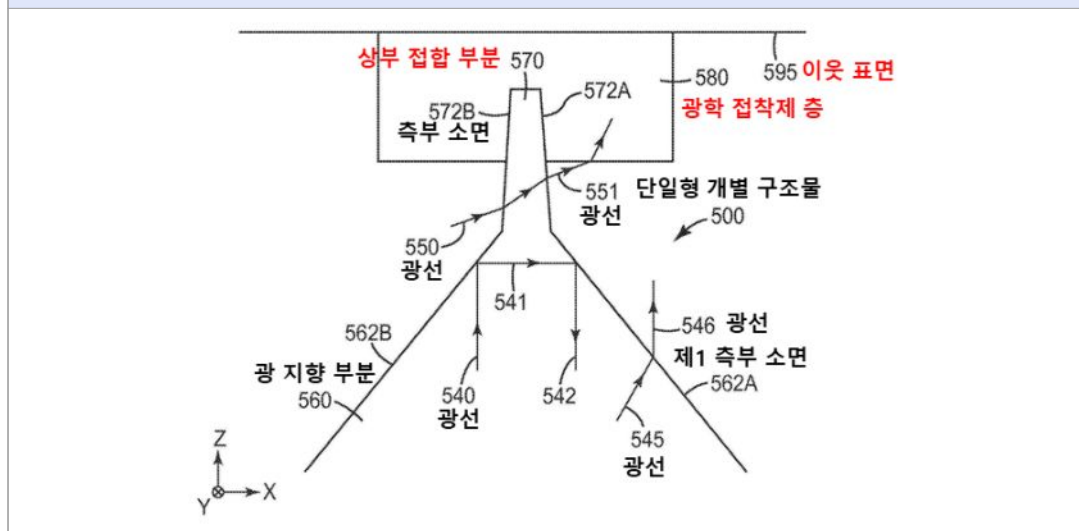 상부 접합 부분 570
595 이웃 표면
580
광학 접착제 층
572A
572B
측부 소면
551
광선
단일형 개별 구조물
500
550
광선
541
562B
광 지향 부분
560
540
광선
542
546 광선
제1 측부 소면
562A
545
광선
Z
Y
X